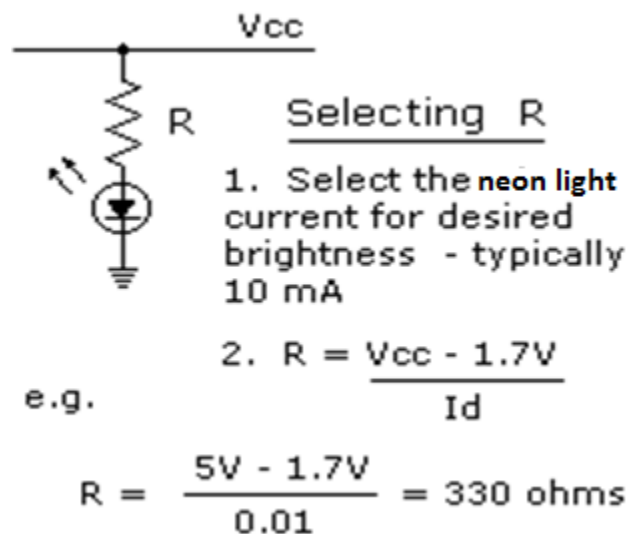 Vcc
R
Selecting R
1. Select the neon light
current for desired
brightness - typically
10 mA
2. R = Vcc - 1.7V
Id
e.g.
R = 5V - 1.7V = 330 ohms
0.01